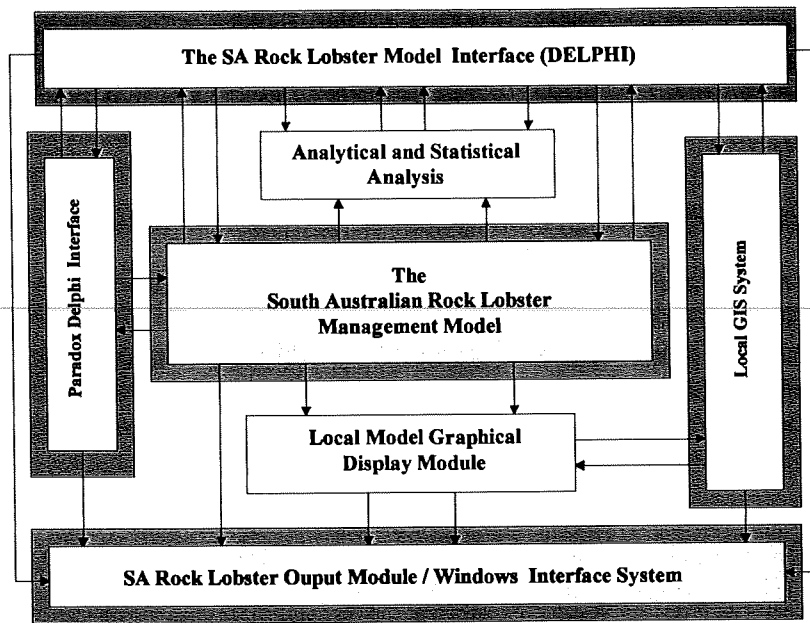 The SA Rock Lobster Model Interface (DELPHI)
Analytical and Statistical
Analysis
Paradox Delphi Interface
The
South Australian Rock Lobster
Management Model
Local GIS System
Local Model Graphical
Display Module
SA Rock Lobster Ouput Module / Windows Interface System